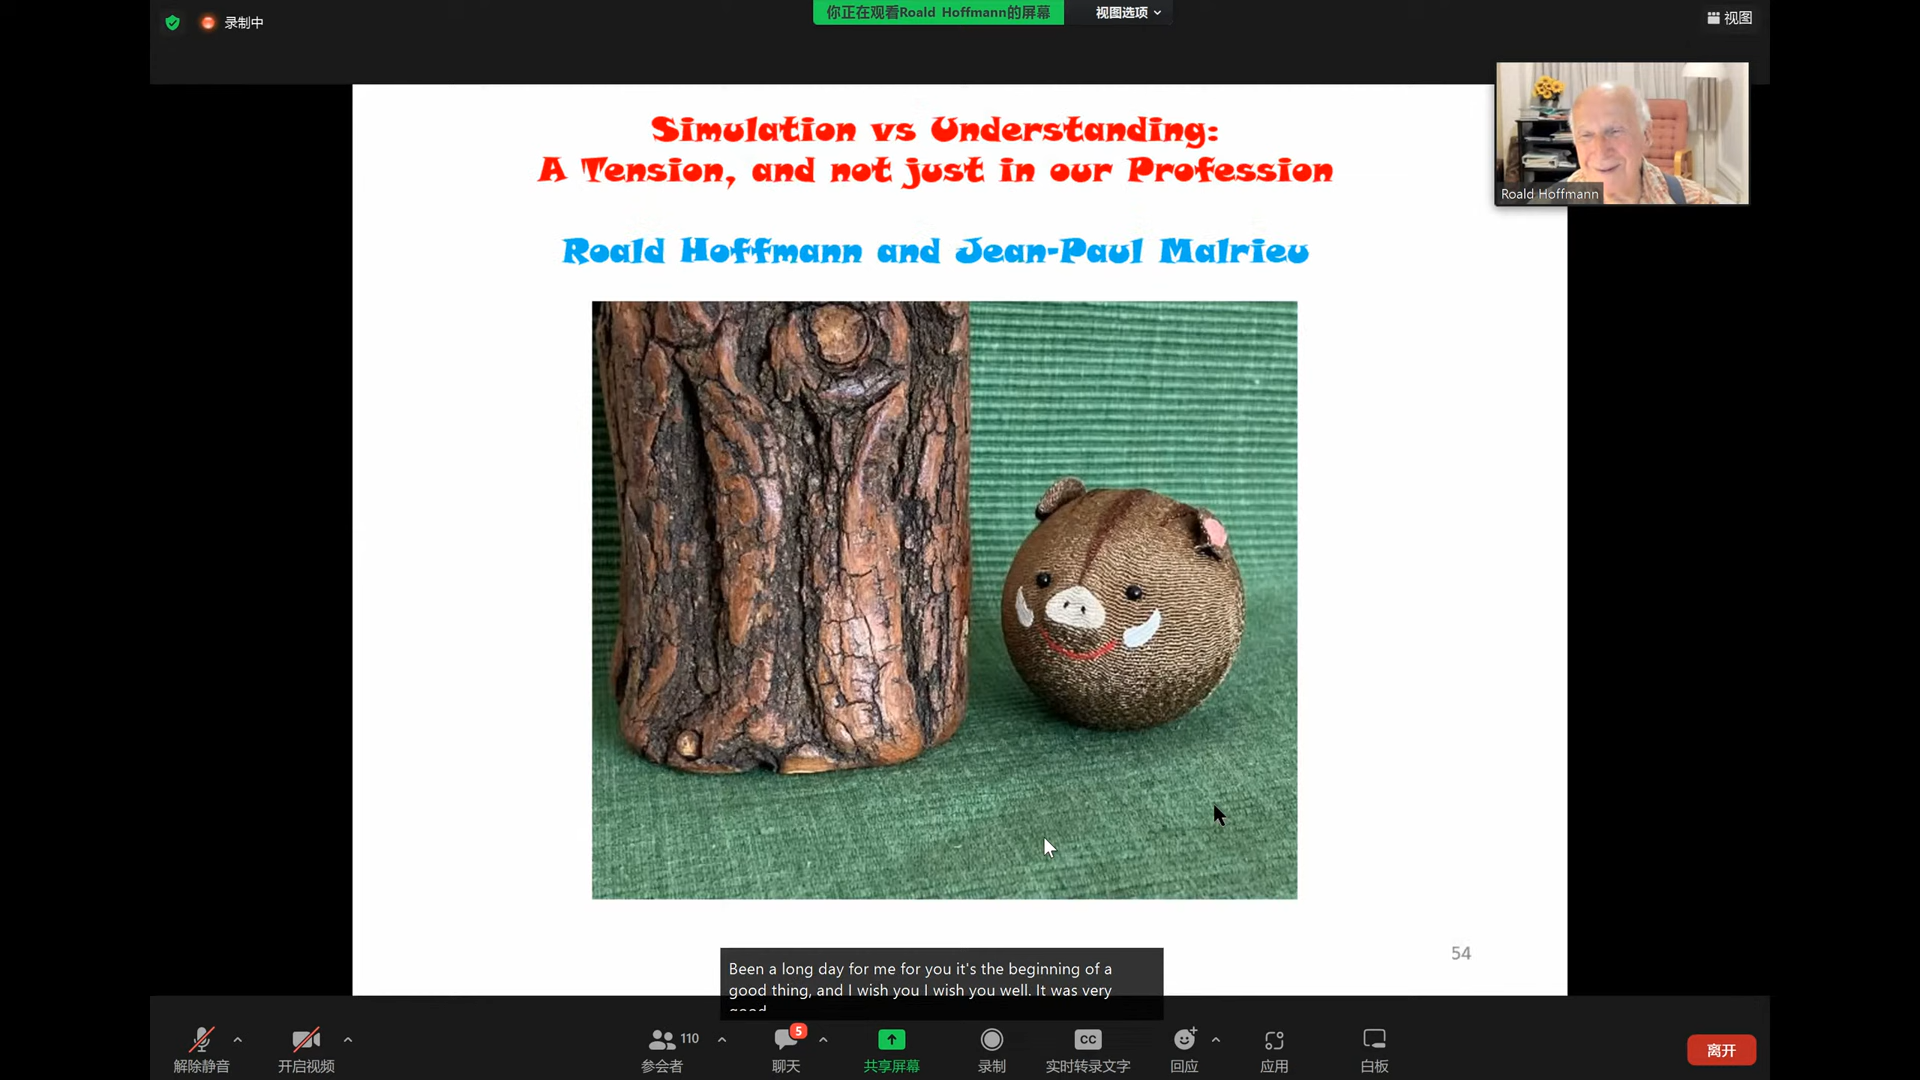 录制中
你正在观看Roald Hoffmann的屏幕
视图选项
视图
Simulation vs Understanding:
A Tension, and not just in our Profession
Roald Hoffmann
Roald Hoffmann and Jean-Paul Malrieu
54
Been a long day for me for you it's the beginning of a
good thing, and I wish you I wish you well. It was very
解除静音
开启视频
110
参会者
5
聊天
共享屏幕
录制
CC
实时转录文字
回应
应用
白板
离开